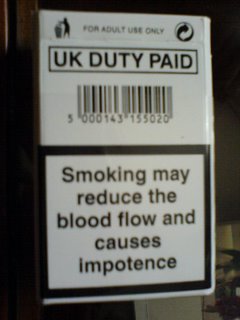 FOR ADULT USE ONLY
UK DUTY PAID
5 000143 155020
Smoking may
reduce the
blood flow and
causes
impotence